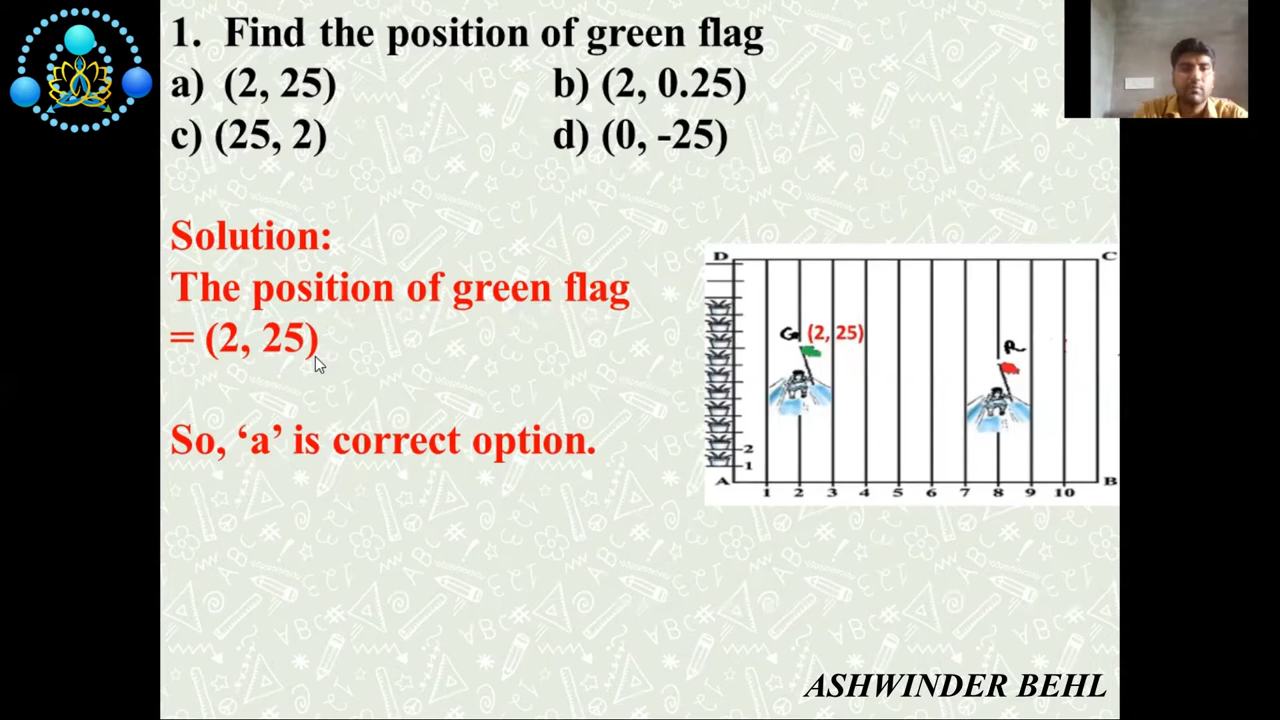 1. Find the position of green flag
a) (2, 25) b) (2, 0.25)
c) (25, 2) d) (0, -25)
Solution:
The position of green flag
= (2, 25)
So, ‘a’ is correct option.
D C
G (2, 25)
R
2
1
A B
1 2 3 4 5 6 7 8 9 10
ASHWINDER BEHL